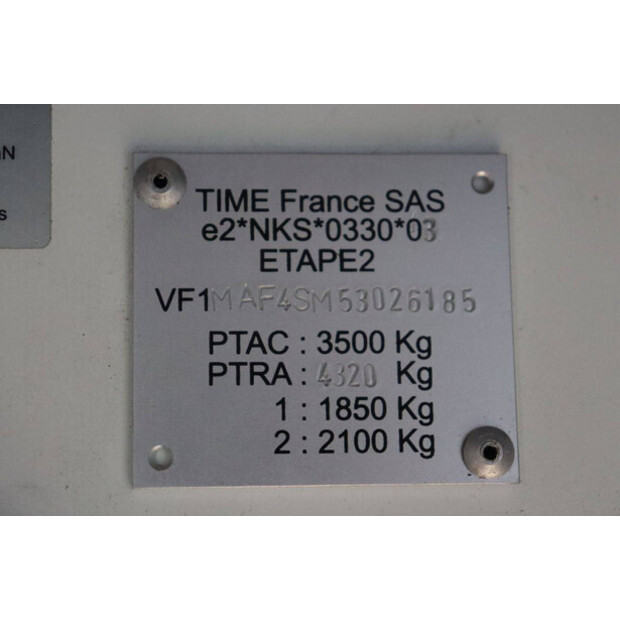 N
s
TIME France SAS
e2*NKS*0330*03
ETAPE2
VF1MAF4SM53026185
PTAC : 3500 Kg
PTRA : 4320 Kg
1 : 1850 Kg
2 : 2100 Kg